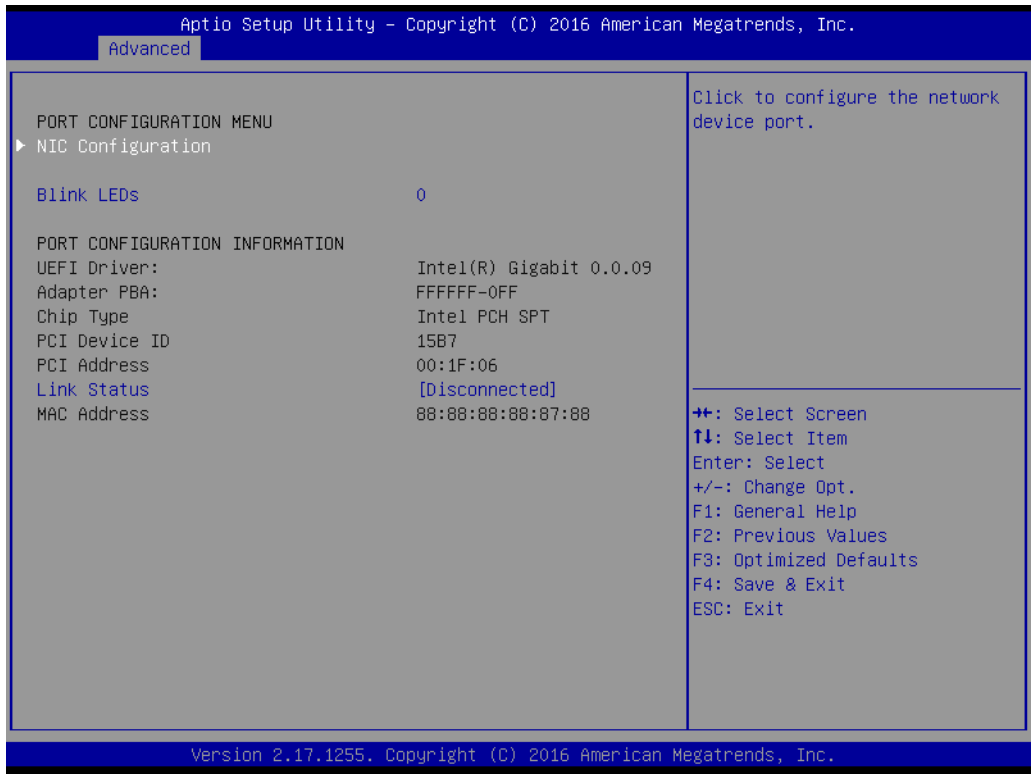 Aptio Setup Utility – Copyright (C) 2016 American Megatrends, Inc.
Advanced
PORT CONFIGURATION MENU
▶ NIC Configuration
Blink LEDs 0
PORT CONFIGURATION INFORMATION
UEFI Driver: Intel(R) Gigabit 0.0.09
Adapter PBA: FFFFFF-0FF
Chip Type Intel PCH SPT
PCI Device ID 15B7
PCI Address 00:1F:06
Link Status [Disconnected]
MAC Address 88:88:88:88:87:88
Click to configure the network
device port.
→←: Select Screen
↑↓: Select Item
Enter: Select
+/-: Change Opt.
F1: General Help
F2: Previous Values
F3: Optimized Defaults
F4: Save & Exit
ESC: Exit
Version 2.17.1255. Copyright (C) 2016 American Megatrends, Inc.